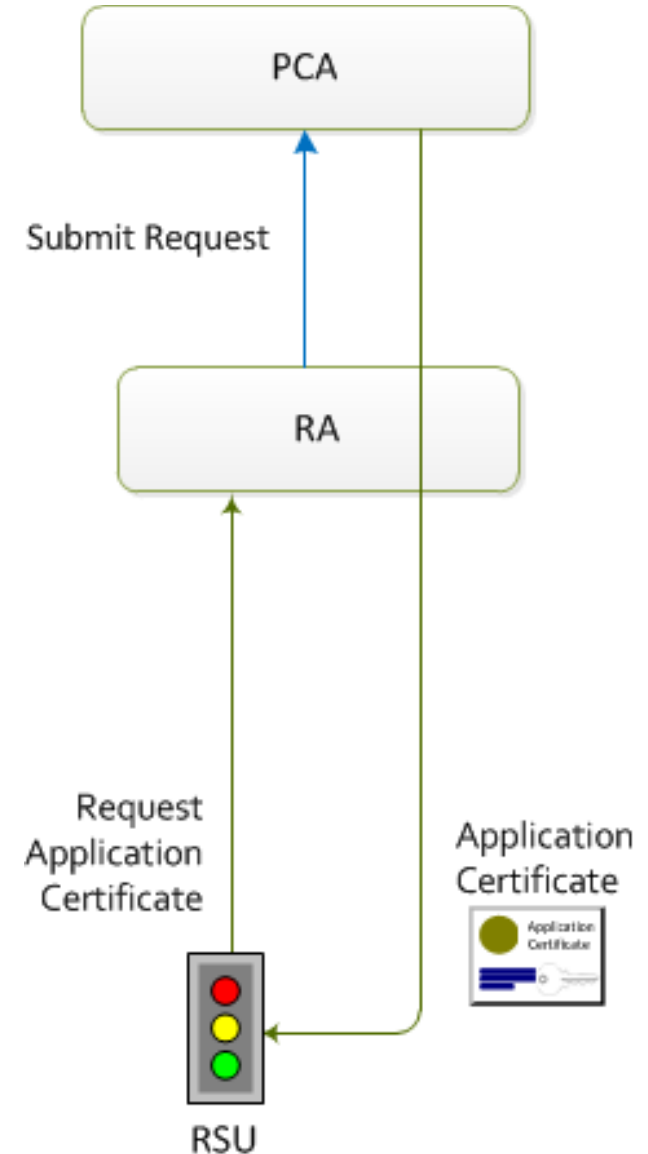 PCA
Submit Request
RA
Request
Application
Certificate
Application
Certificate
Application
Certificate
RSU